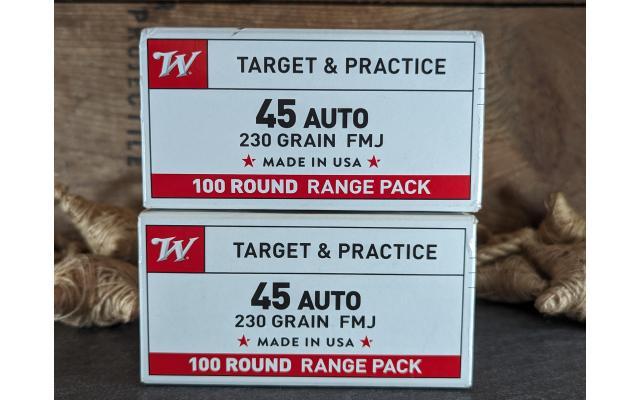 W
TARGET & PRACTICE
45 AUTO
230 GRAIN FMJ
★ MADE IN USA ★
100 ROUND RANGE PACK
W
TARGET & PRACTICE
45 AUTO
230 GRAIN FMJ
★ MADE IN USA ★
100 ROUND RANGE PACK